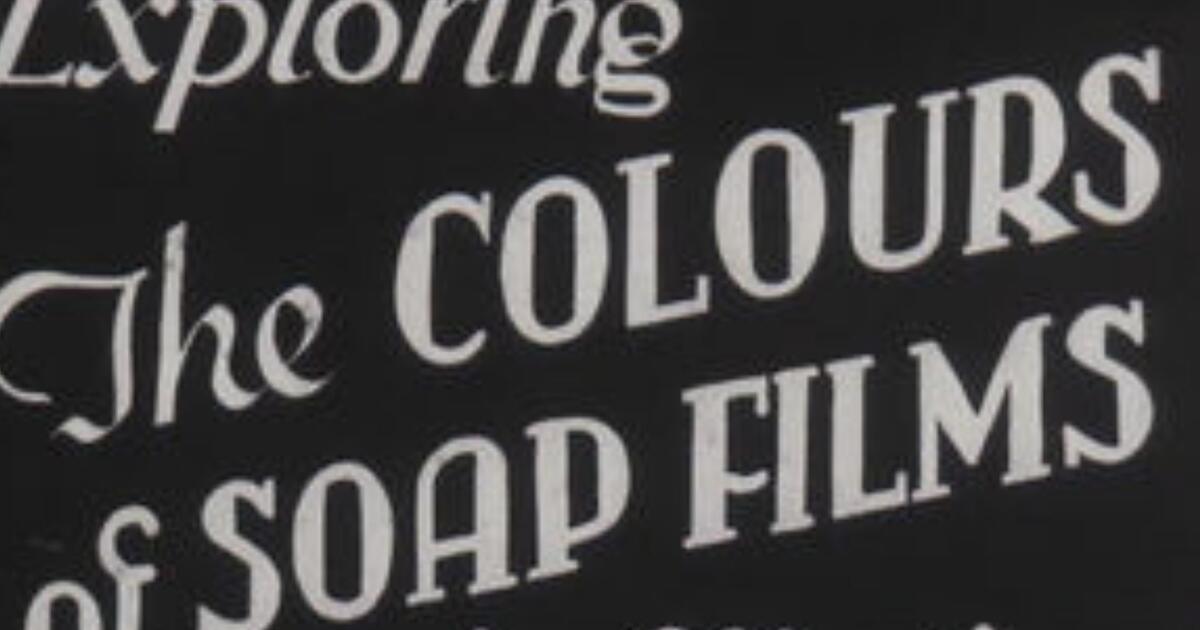 Exploring
The COLOURS
of SOAP FILMS